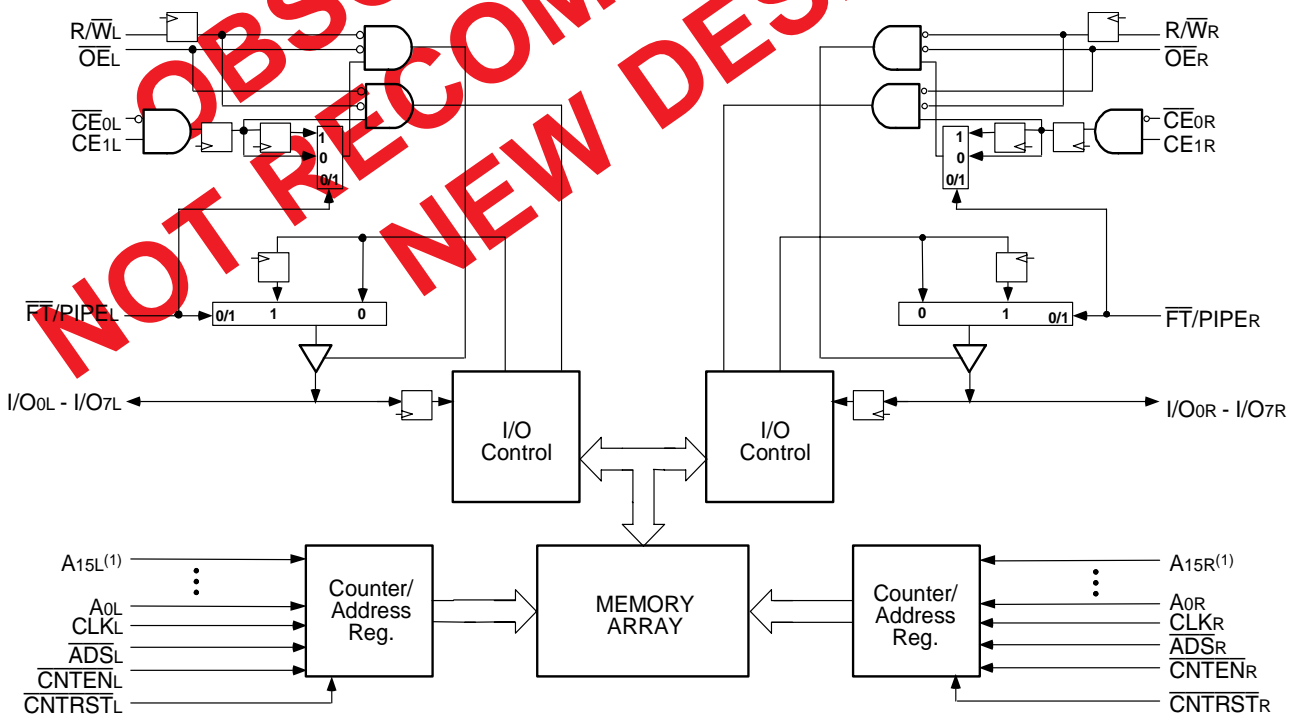 R/WL
OEL
CE0L
CE1L
1
0
0/1
FT/PIPEL
0/1 1 0
I/O0L - I/O7L
I/O
Control
A15L(1)
A0L
CLKL
ADSL
CNTENL
CNTRSTL
Counter/
Address
Reg.
MEMORY
ARRAY
R/WR
OER
CE0R
CE1R
1
0
0/1
FT/PIPER
0 1 0/1
I/O0R - I/O7R
I/O
Control
A15R(1)
A0R
CLKR
ADSR
CNTENR
CNTRSTR
Counter/
Address
Reg.
NOT RECOM
NEW DES